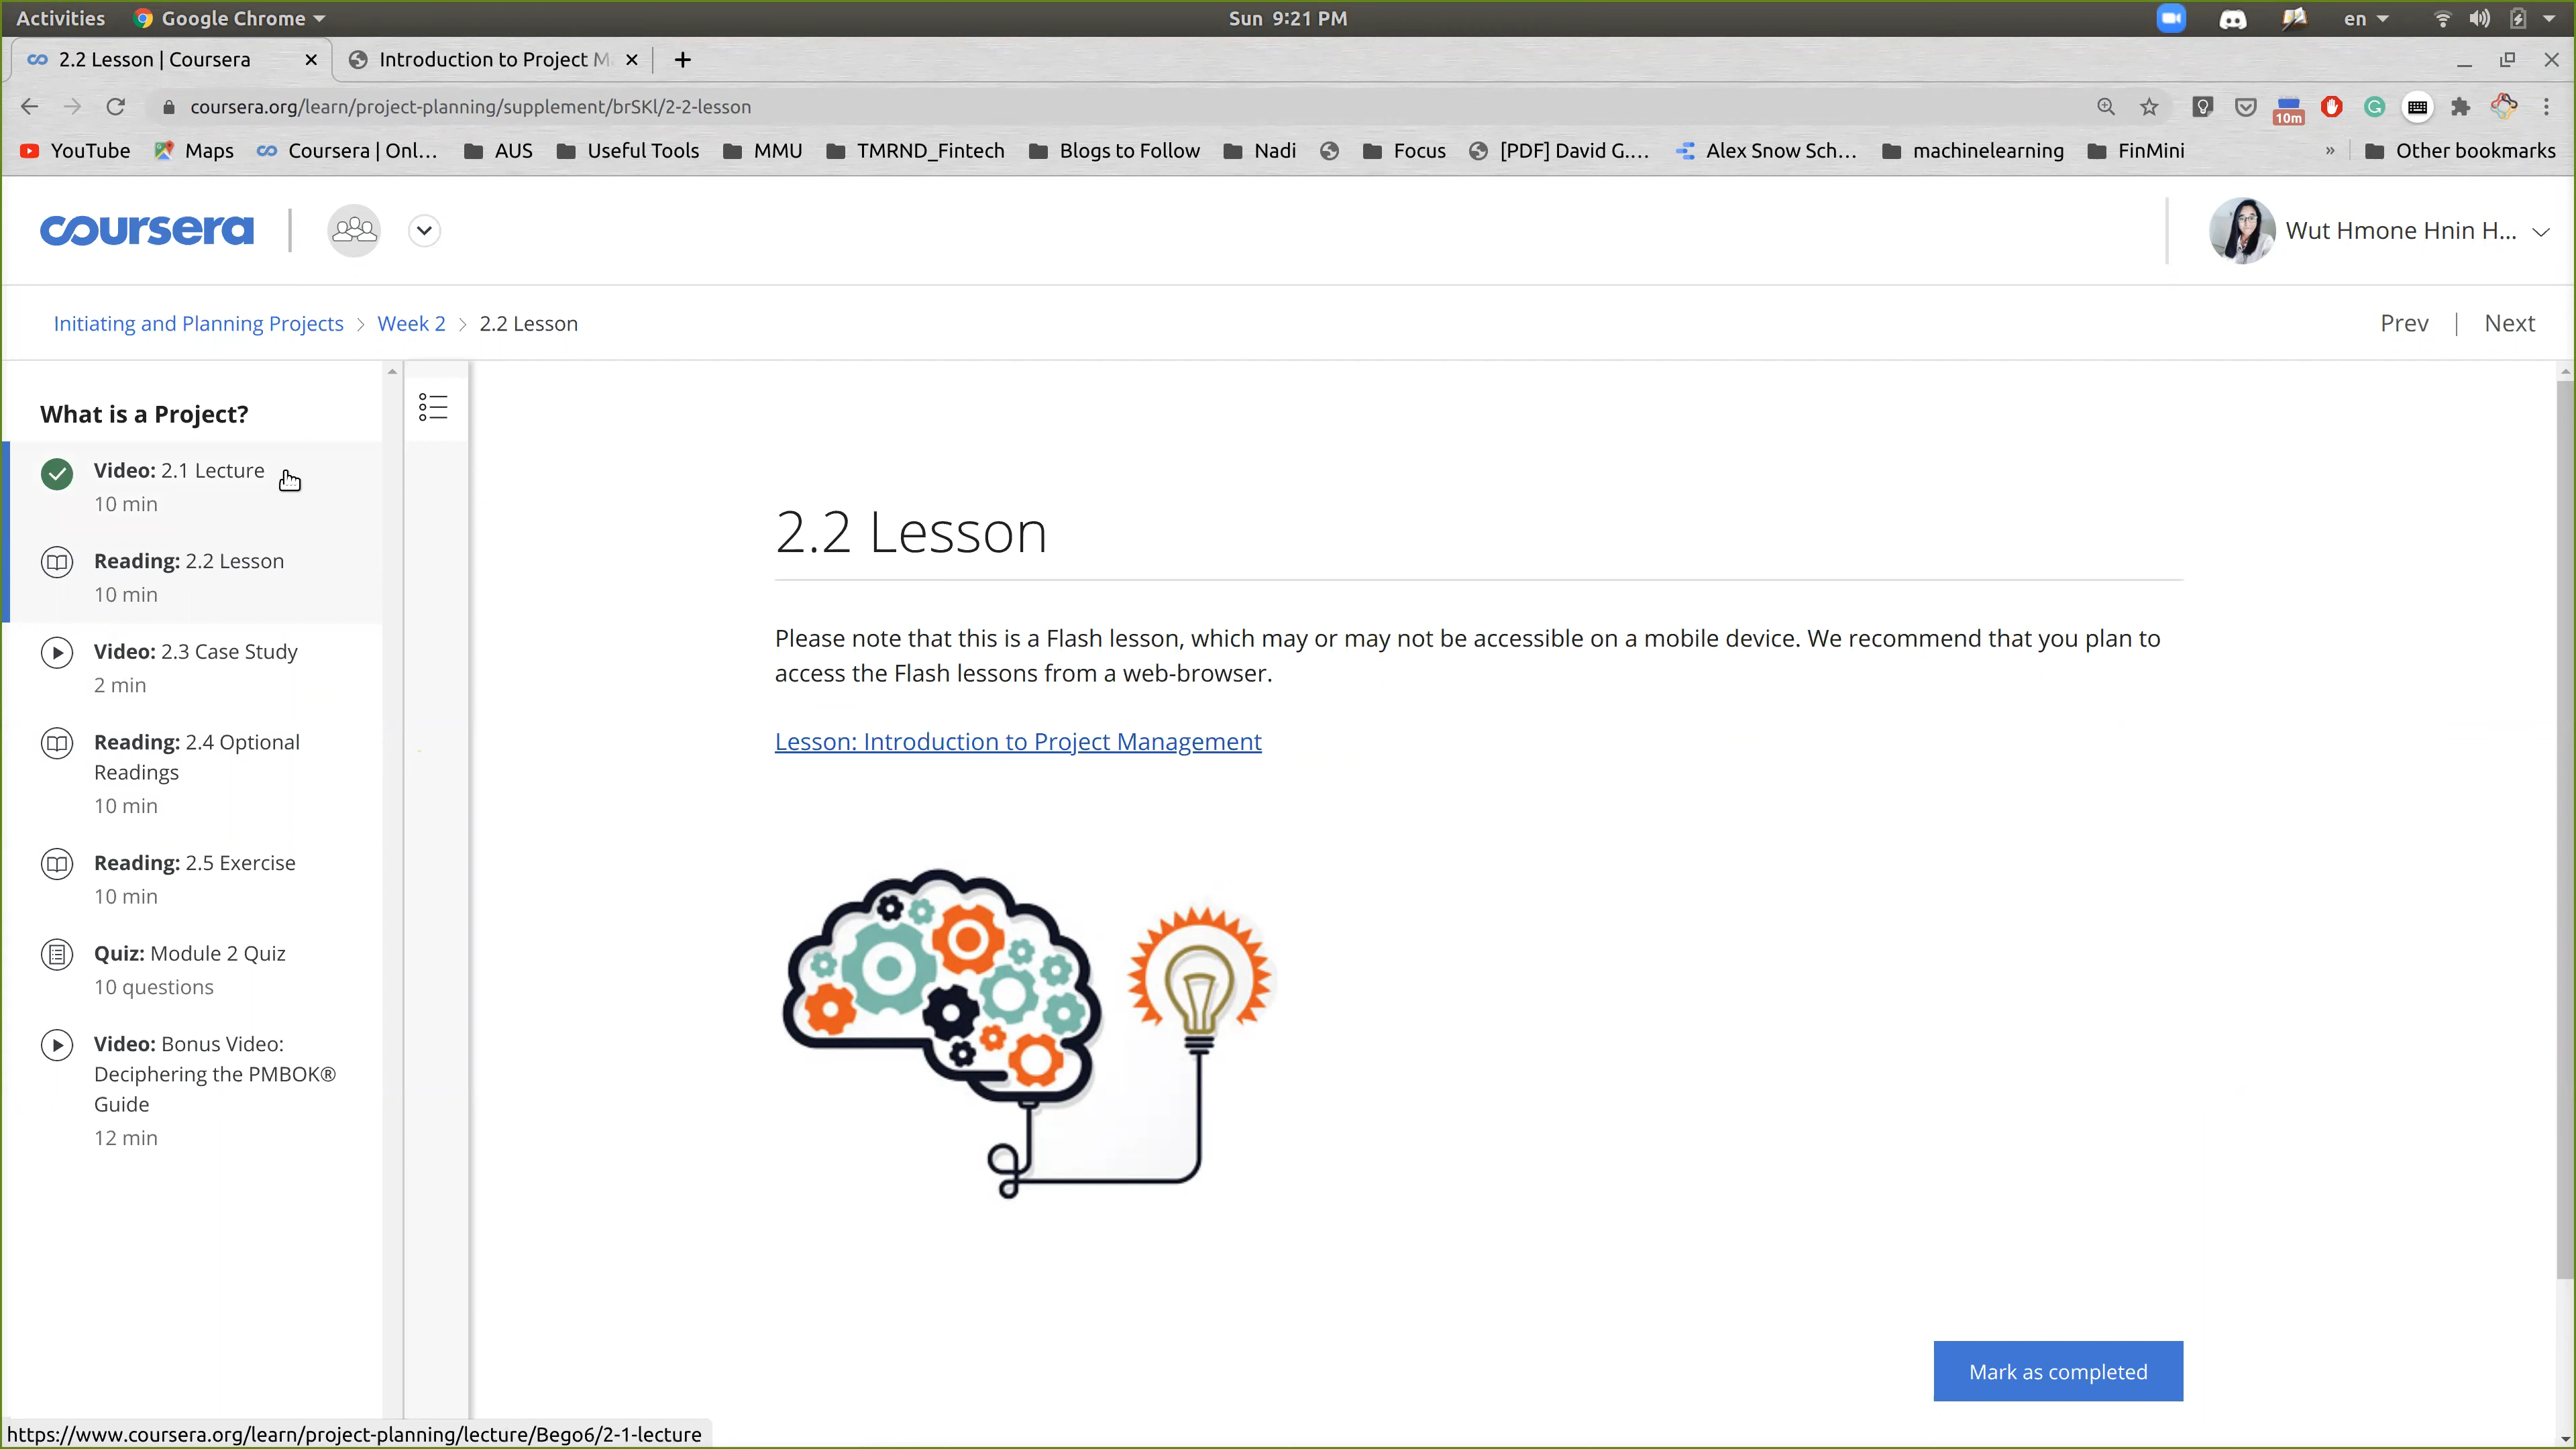 Activities
Google Chrome
Sun 9:21 PM
en
2.2 Lesson | Coursera
Introduction to Project M
coursera.org/learn/project-planning/supplement/brSKl/2-2-lesson
10m
YouTube
Maps
Coursera | Onl...
AUS
Useful Tools
MMU
TMRND_Fintech
Blogs to Follow
Nadi
Focus
[PDF] David G....
Alex Snow Sch...
machinelearning
FinMini
»
Other bookmarks
coursera
Wut Hmone Hnin H...
Initiating and Planning Projects > Week 2 > 2.2 Lesson
Prev | Next
What is a Project?
Video: 2.1 Lecture
10 min
Reading: 2.2 Lesson
10 min
Video: 2.3 Case Study
2 min
Reading: 2.4 Optional
Readings
10 min
Reading: 2.5 Exercise
10 min
Quiz: Module 2 Quiz
10 questions
Video: Bonus Video:
Deciphering the PMBOK®
Guide
12 min
2.2 Lesson
Please note that this is a Flash lesson, which may or may not be accessible on a mobile device. We recommend that you plan to
access the Flash lessons from a web-browser.
Lesson: Introduction to Project Management
Mark as completed
https://www.coursera.org/learn/project-planning/lecture/Bego6/2-1-lecture